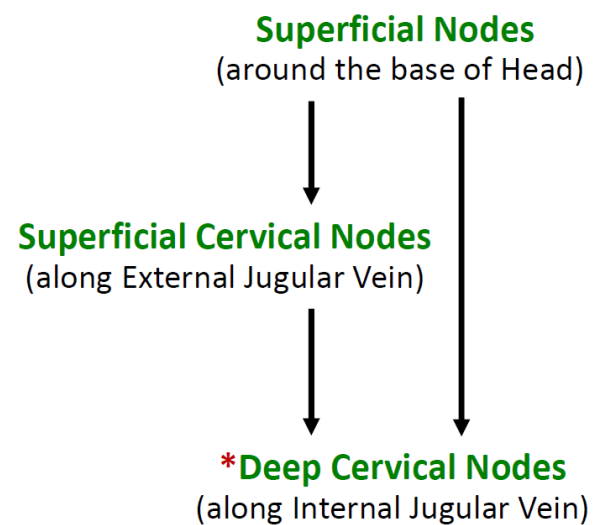 Superficial Nodes
(around the base of Head)
Superficial Cervical Nodes
(along External Jugular Vein)
*Deep Cervical Nodes
(along Internal Jugular Vein)